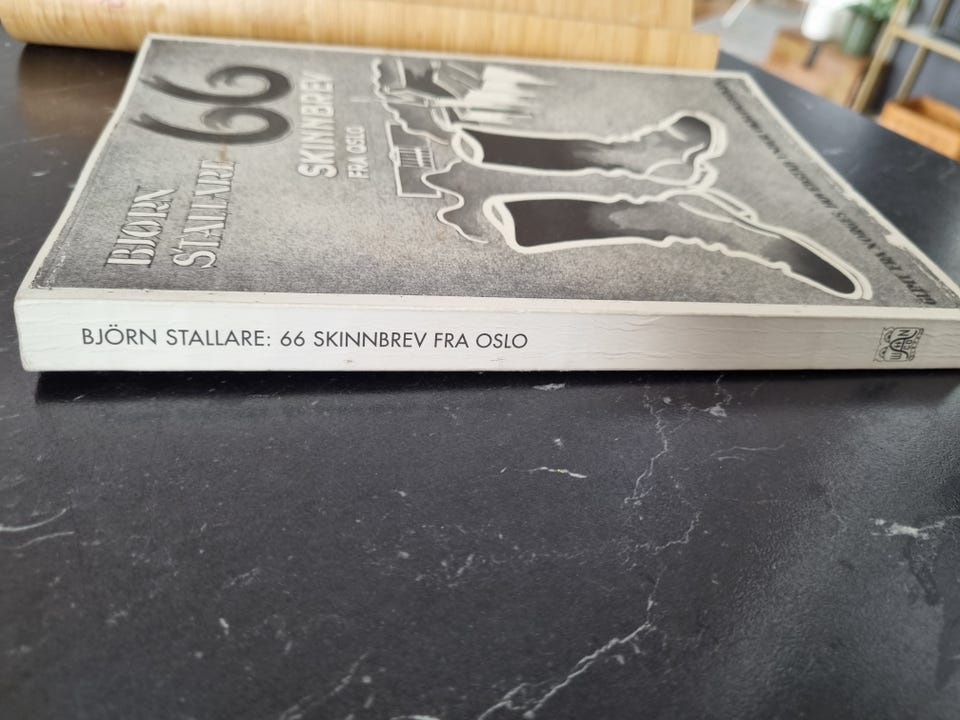 BJØRN
STALLARE
66
SKINNBREV
FRA OSLO
BJÖRN STALLARE: 66 SKINNBREV FRA OSLO